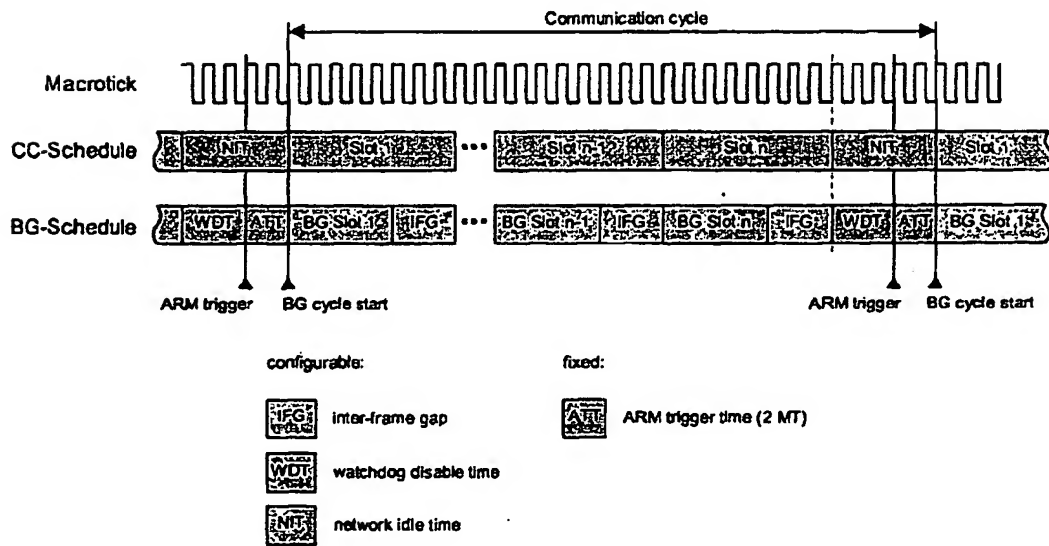 Communication cycle
Macrotick
CC-Schedule NIT Slot 1 ••• Slot n-1 Slot n NIT Slot 1
BG-Schedule WDT ATT BG Slot 1 IFG ••• BG Slot n-1 IFG BG Slot n IFG WDT ATT BG Slot 1
ARM trigger BG cycle start ARM trigger BG cycle start
configurable: fixed:
IFG inter-frame gap ATT ARM trigger time (2 MT)
WDT watchdog disable time
NIT network idle time